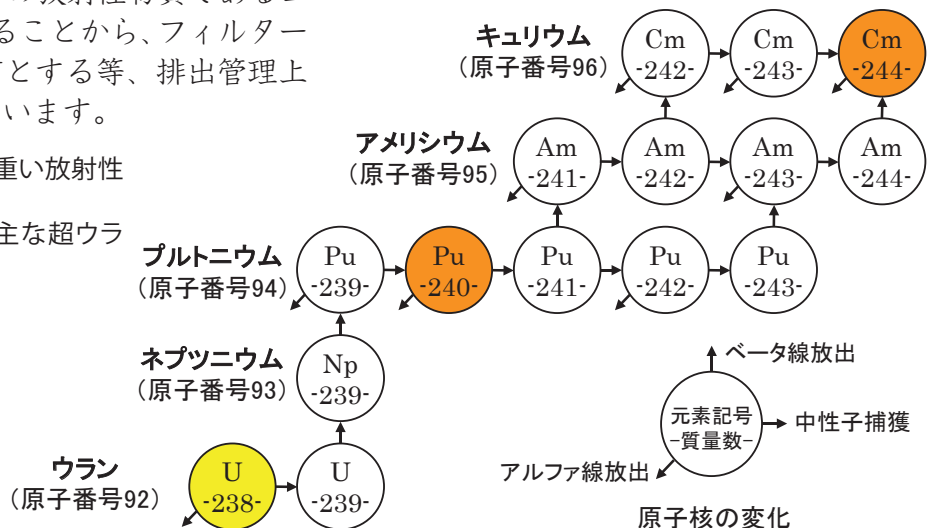 の放射性物質であるこ
ることから、フィルター
とする等、排出管理上
います。
重い放射性
主な超ウラ
キュリウム
（原子番号96）
Cm
-242-
Cm
-243-
Cm
-244-
アメリシウム
（原子番号95）
Am
-241-
Am
-242-
Am
-243-
Am
-244-
プルトニウム
（原子番号94）
Pu
-239-
Pu
-240-
Pu
-241-
Pu
-242-
Pu
-243-
ネプツニウム
（原子番号93）
Np
-239-
ウラン
（原子番号92）
U
-238-
U
-239-
ベータ線放出
元素記号
-質量数-
中性子捕獲
アルファ線放出
原子核の変化